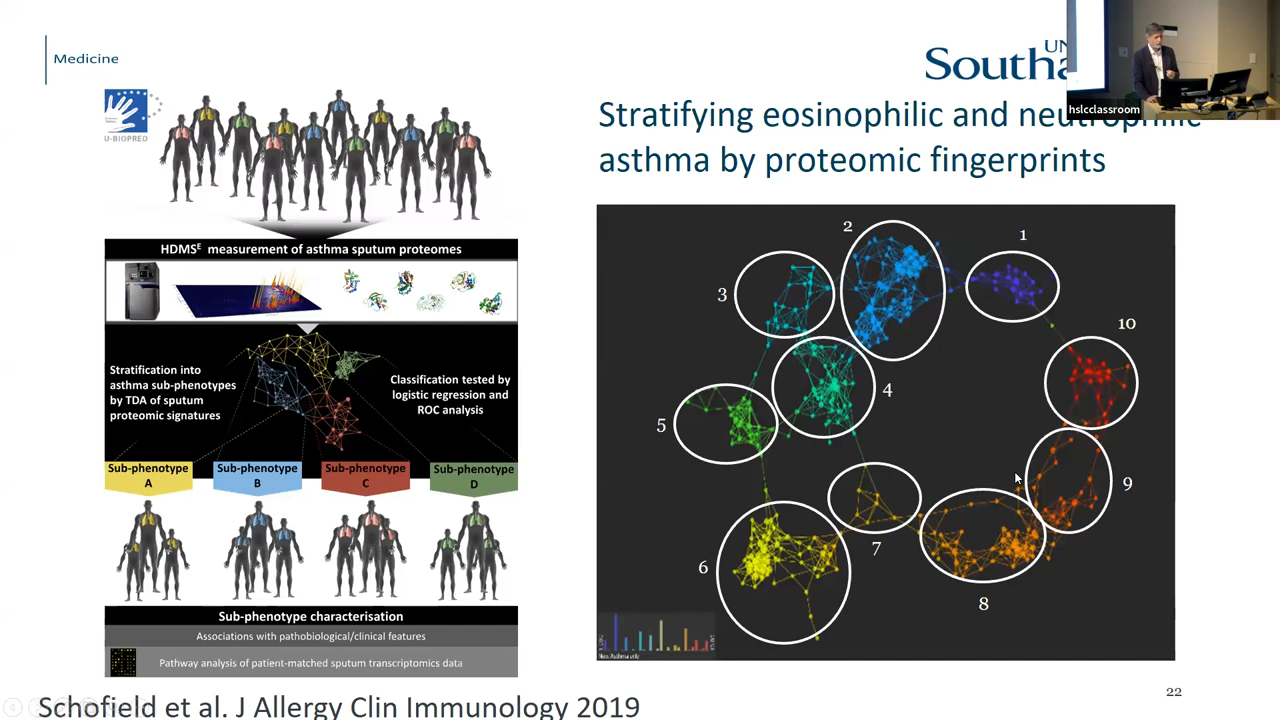 Medicine
UN
Southa
hslcclassroom
Stratifying eosinophilic and neutrophilic
asthma by proteomic fingerprints
U-BIOPRED
HDMSE measurement of asthma sputum proteomes
Stratification into
asthma sub-phenotypes
by TDA of sputum
proteomic signatures
Classification tested by
logistic regression and
ROC analysis
Sub-phenotype
A
Sub-phenotype
B
Sub-phenotype
C
Sub-phenotype
D
Sub-phenotype characterisation
Associations with pathobiological/clinical features
Pathway analysis of patient-matched sputum transcriptomics data
2
1
3
10
4
5
9
7
6
8
Schofield et al. J Allergy Clin Immunology 2019
22